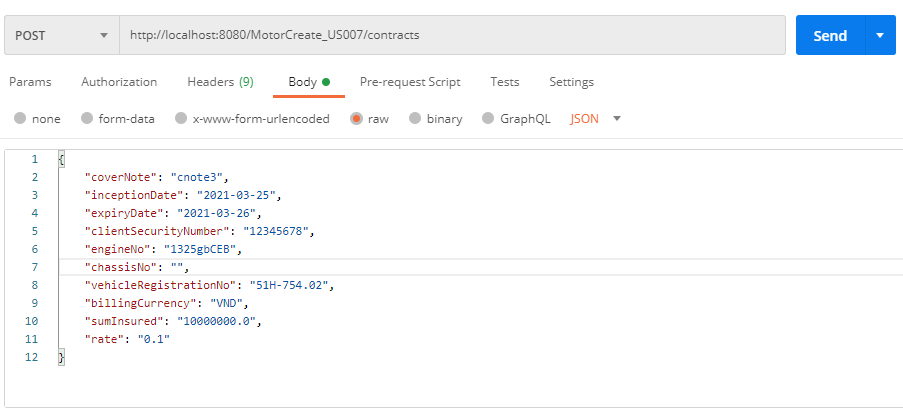 POST http://localhost:8080/MotorCreate_US007/contracts Send
Params Authorization Headers (9) Body Pre-request Script Tests Settings
none form-data x-www-form-urlencoded raw binary GraphQL JSON
1 {
2 "coverNote": "cnote3",
3 "inceptionDate": "2021-03-25",
4 "expiryDate": "2021-03-26",
5 "clientSecurityNumber": "12345678",
6 "engineNo": "1325gbCEB",
7 "chassisNo": "",
8 "vehicleRegistrationNo": "51H-754.02",
9 "billingCurrency": "VND",
10 "sumInsured": "10000000.0",
11 "rate": "0.1"
12 }